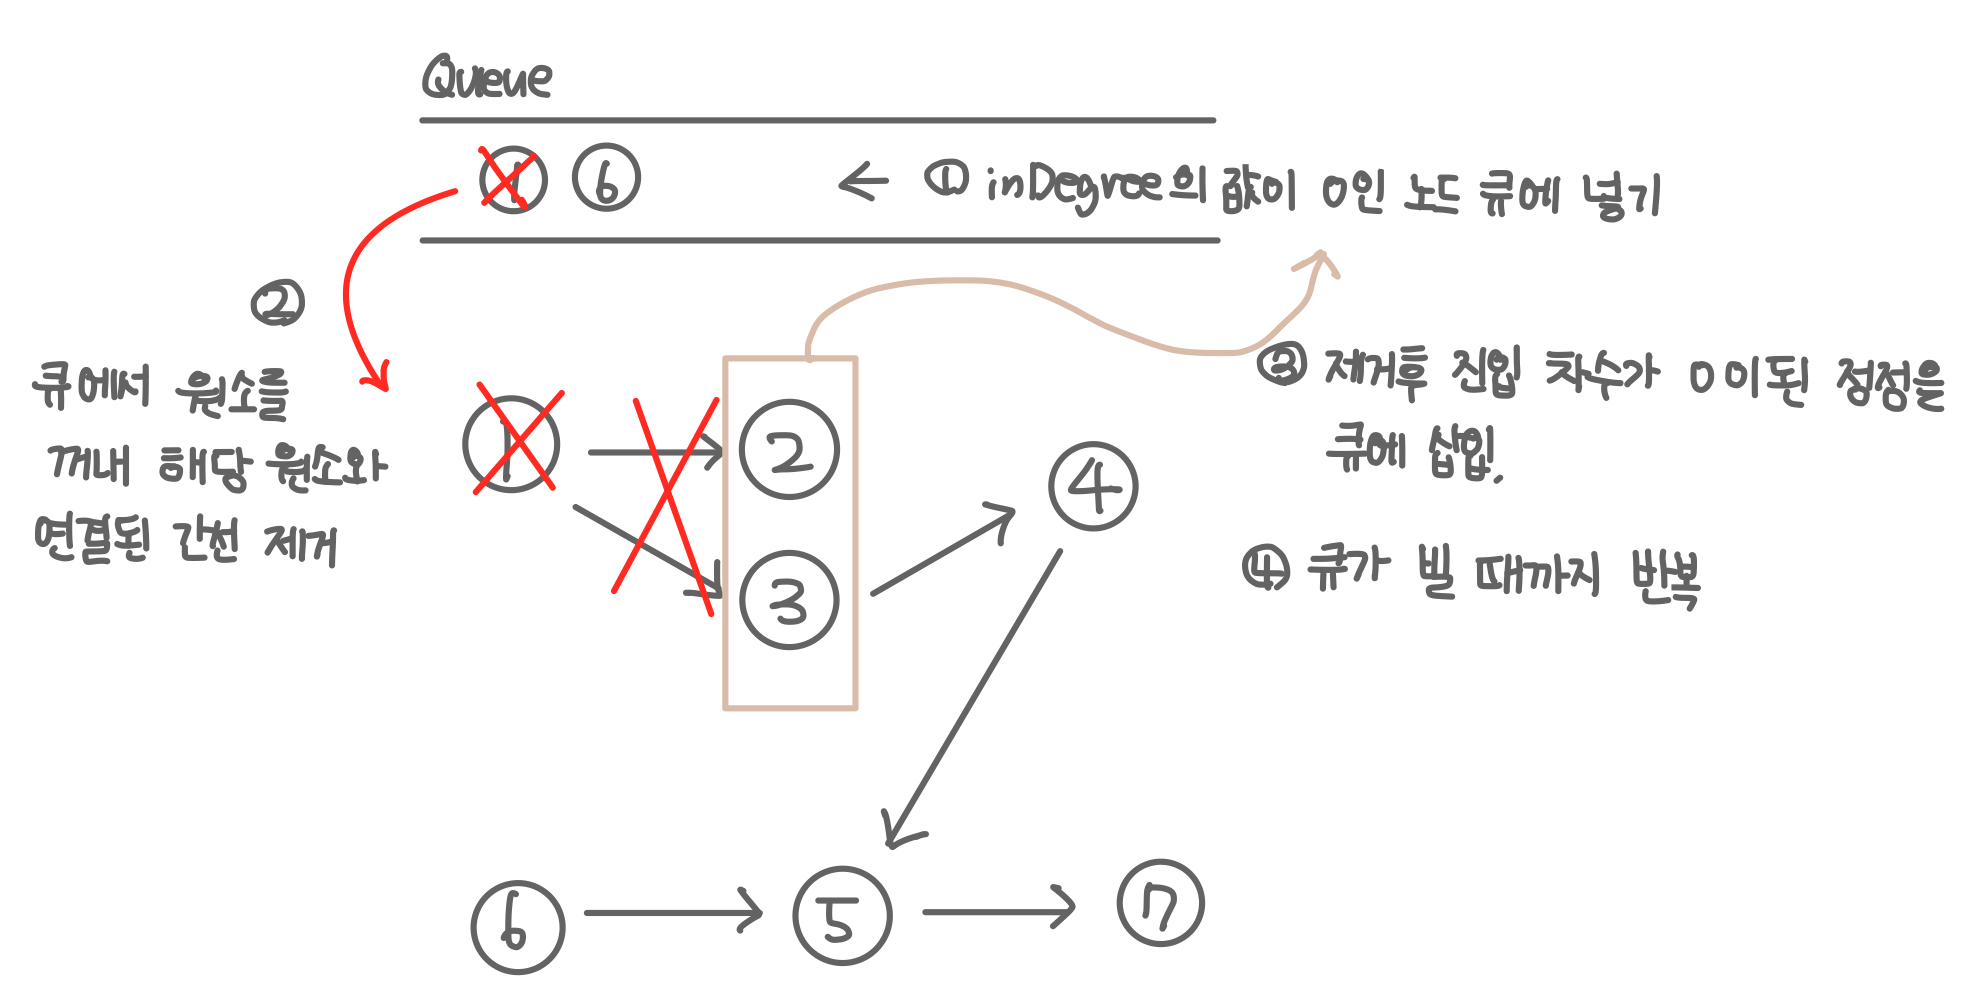 Queue
1 6 ← ① inDegree의 값이 0인 노드 큐에 넣기
②
큐에서 원소를
꺼내 해당 원소와
연결된 간선 제거
③ 제거후 진입 차수가 0이된 정점을
큐에 삽입.
④ 큐가 빌 때까지 반복
1 2
3 4
6 5 7